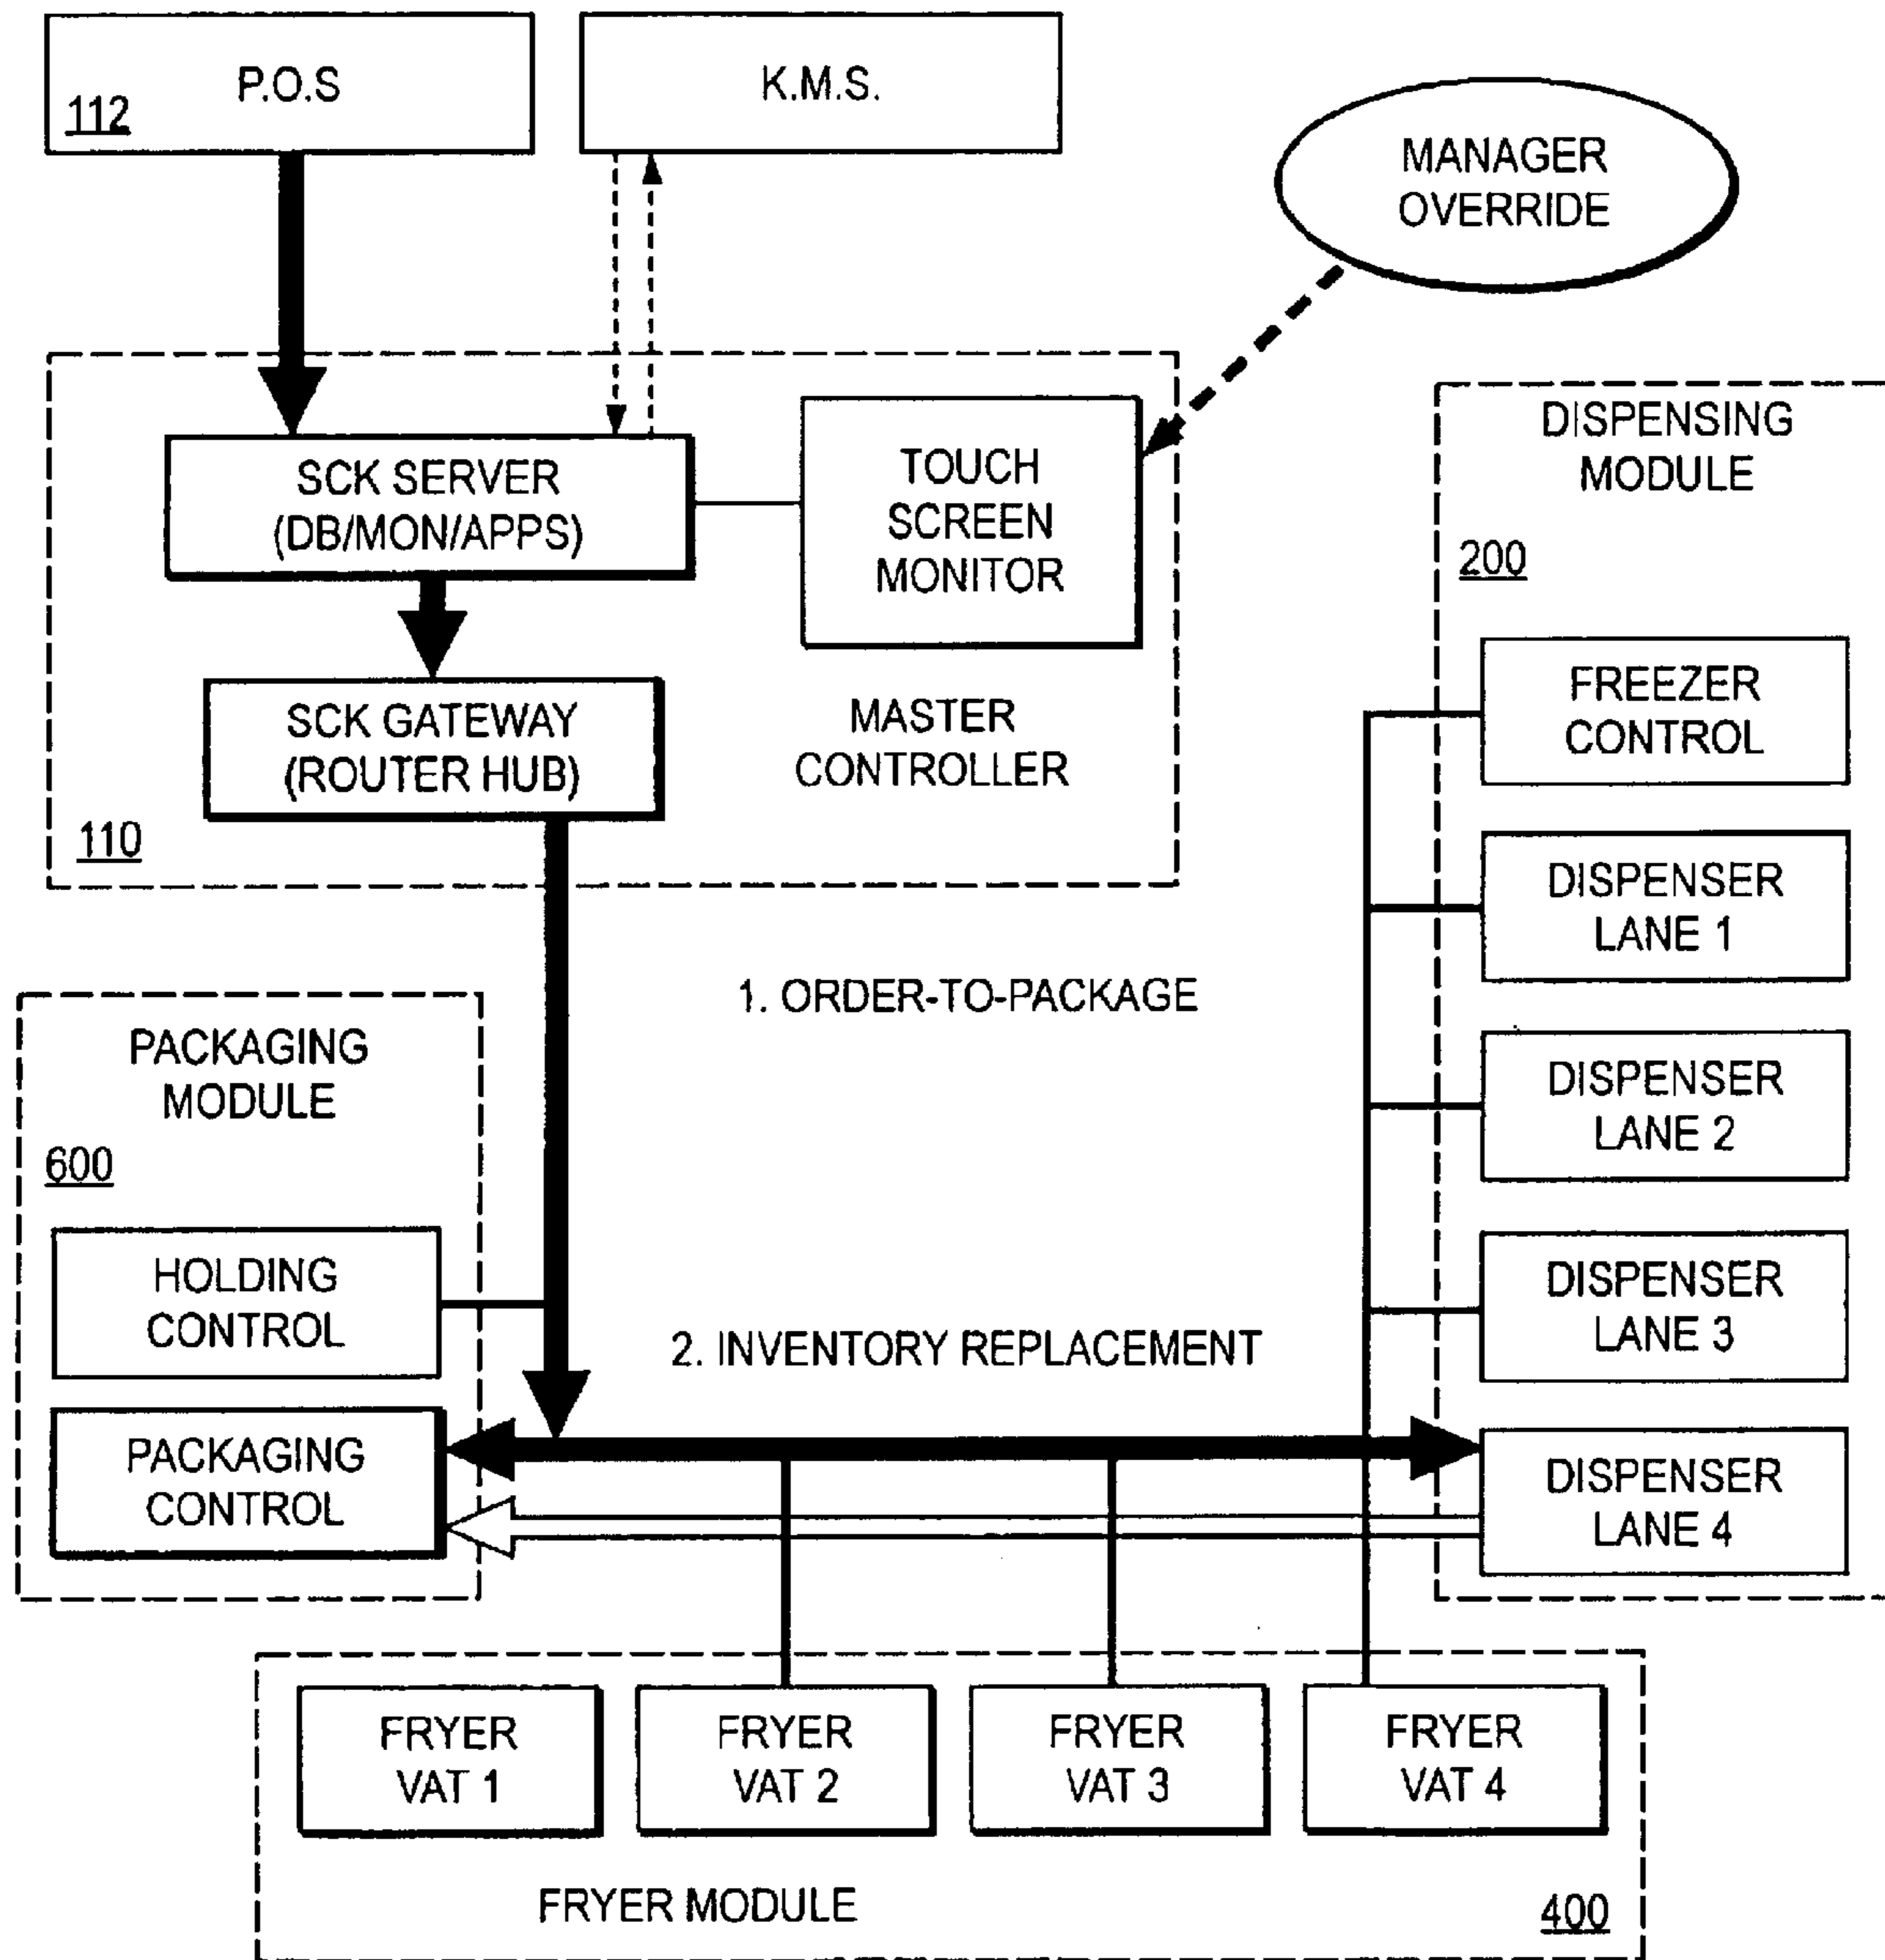 P.O.S
112
K.M.S.
MANAGER
OVERRIDE
SCK SERVER
(DB/MON/APPS)
TOUCH
SCREEN
MONITOR
SCK GATEWAY
(ROUTER HUB)
MASTER
CONTROLLER
110
DISPENSING
MODULE
200
FREEZER
CONTROL
DISPENSER
LANE 1
DISPENSER
LANE 2
DISPENSER
LANE 3
DISPENSER
LANE 4
1. ORDER-TO-PACKAGE
2. INVENTORY REPLACEMENT
PACKAGING
MODULE
600
HOLDING
CONTROL
PACKAGING
CONTROL
FRYER
VAT 1
FRYER
VAT 2
FRYER
VAT 3
FRYER
VAT 4
FRYER MODULE
400